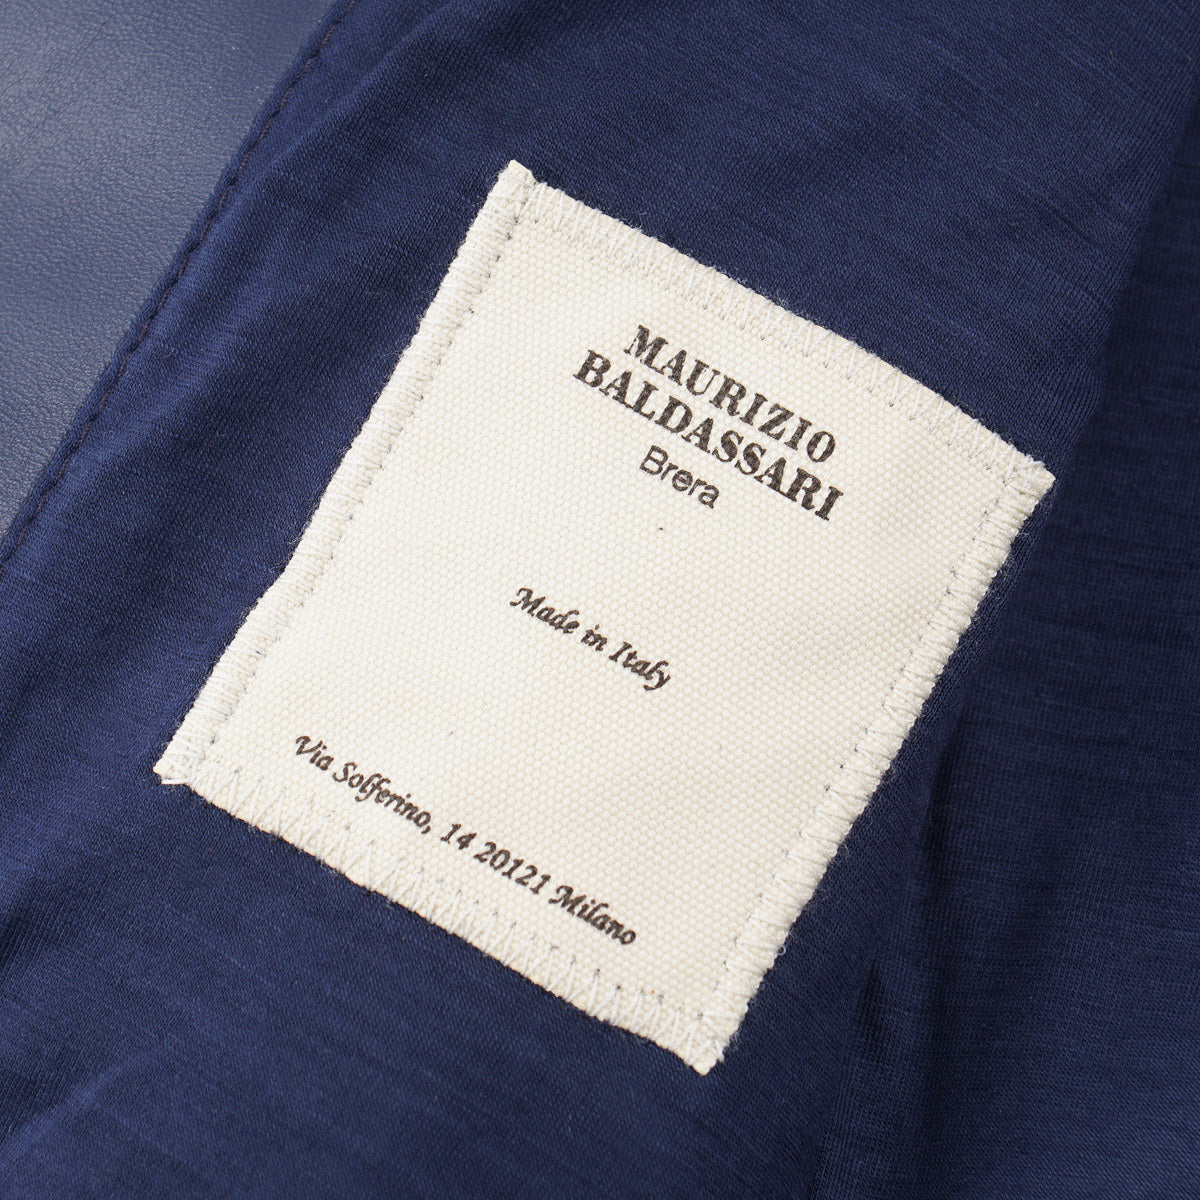 MAURIZIO
BALDASSARI
Brera
Made in Italy
Via Solferino, 14 20121 Milano